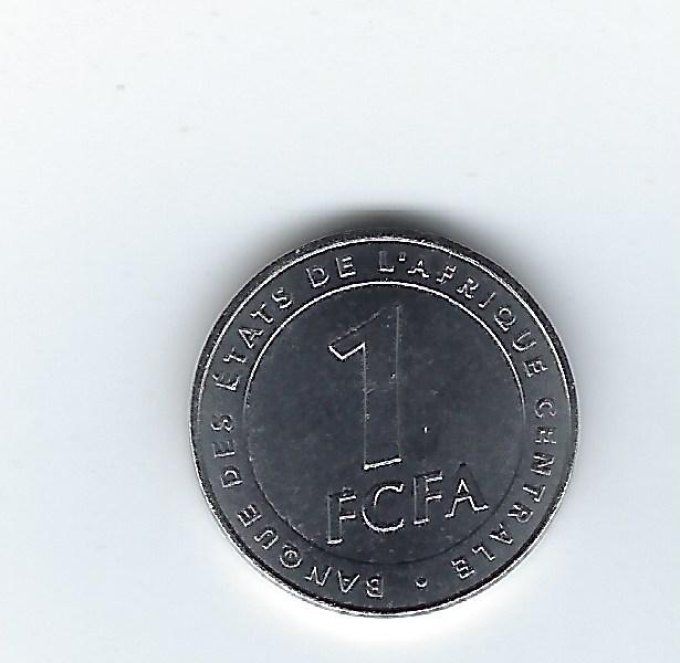 BANQUE DES ÉTATS DE L'AFRIQUE CENTRALE •
1
FCFA